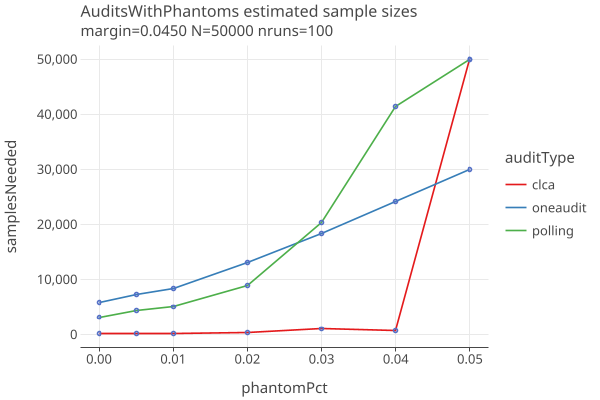 AuditsWithPhantoms estimated sample sizes
margin=0.0450 N=50000 nruns=100
50,000
40,000
30,000
20,000
10,000
0
samplesNeeded
0.00 0.01 0.02 0.03 0.04 0.05
phantomPct
auditType
clca
oneaudit
polling